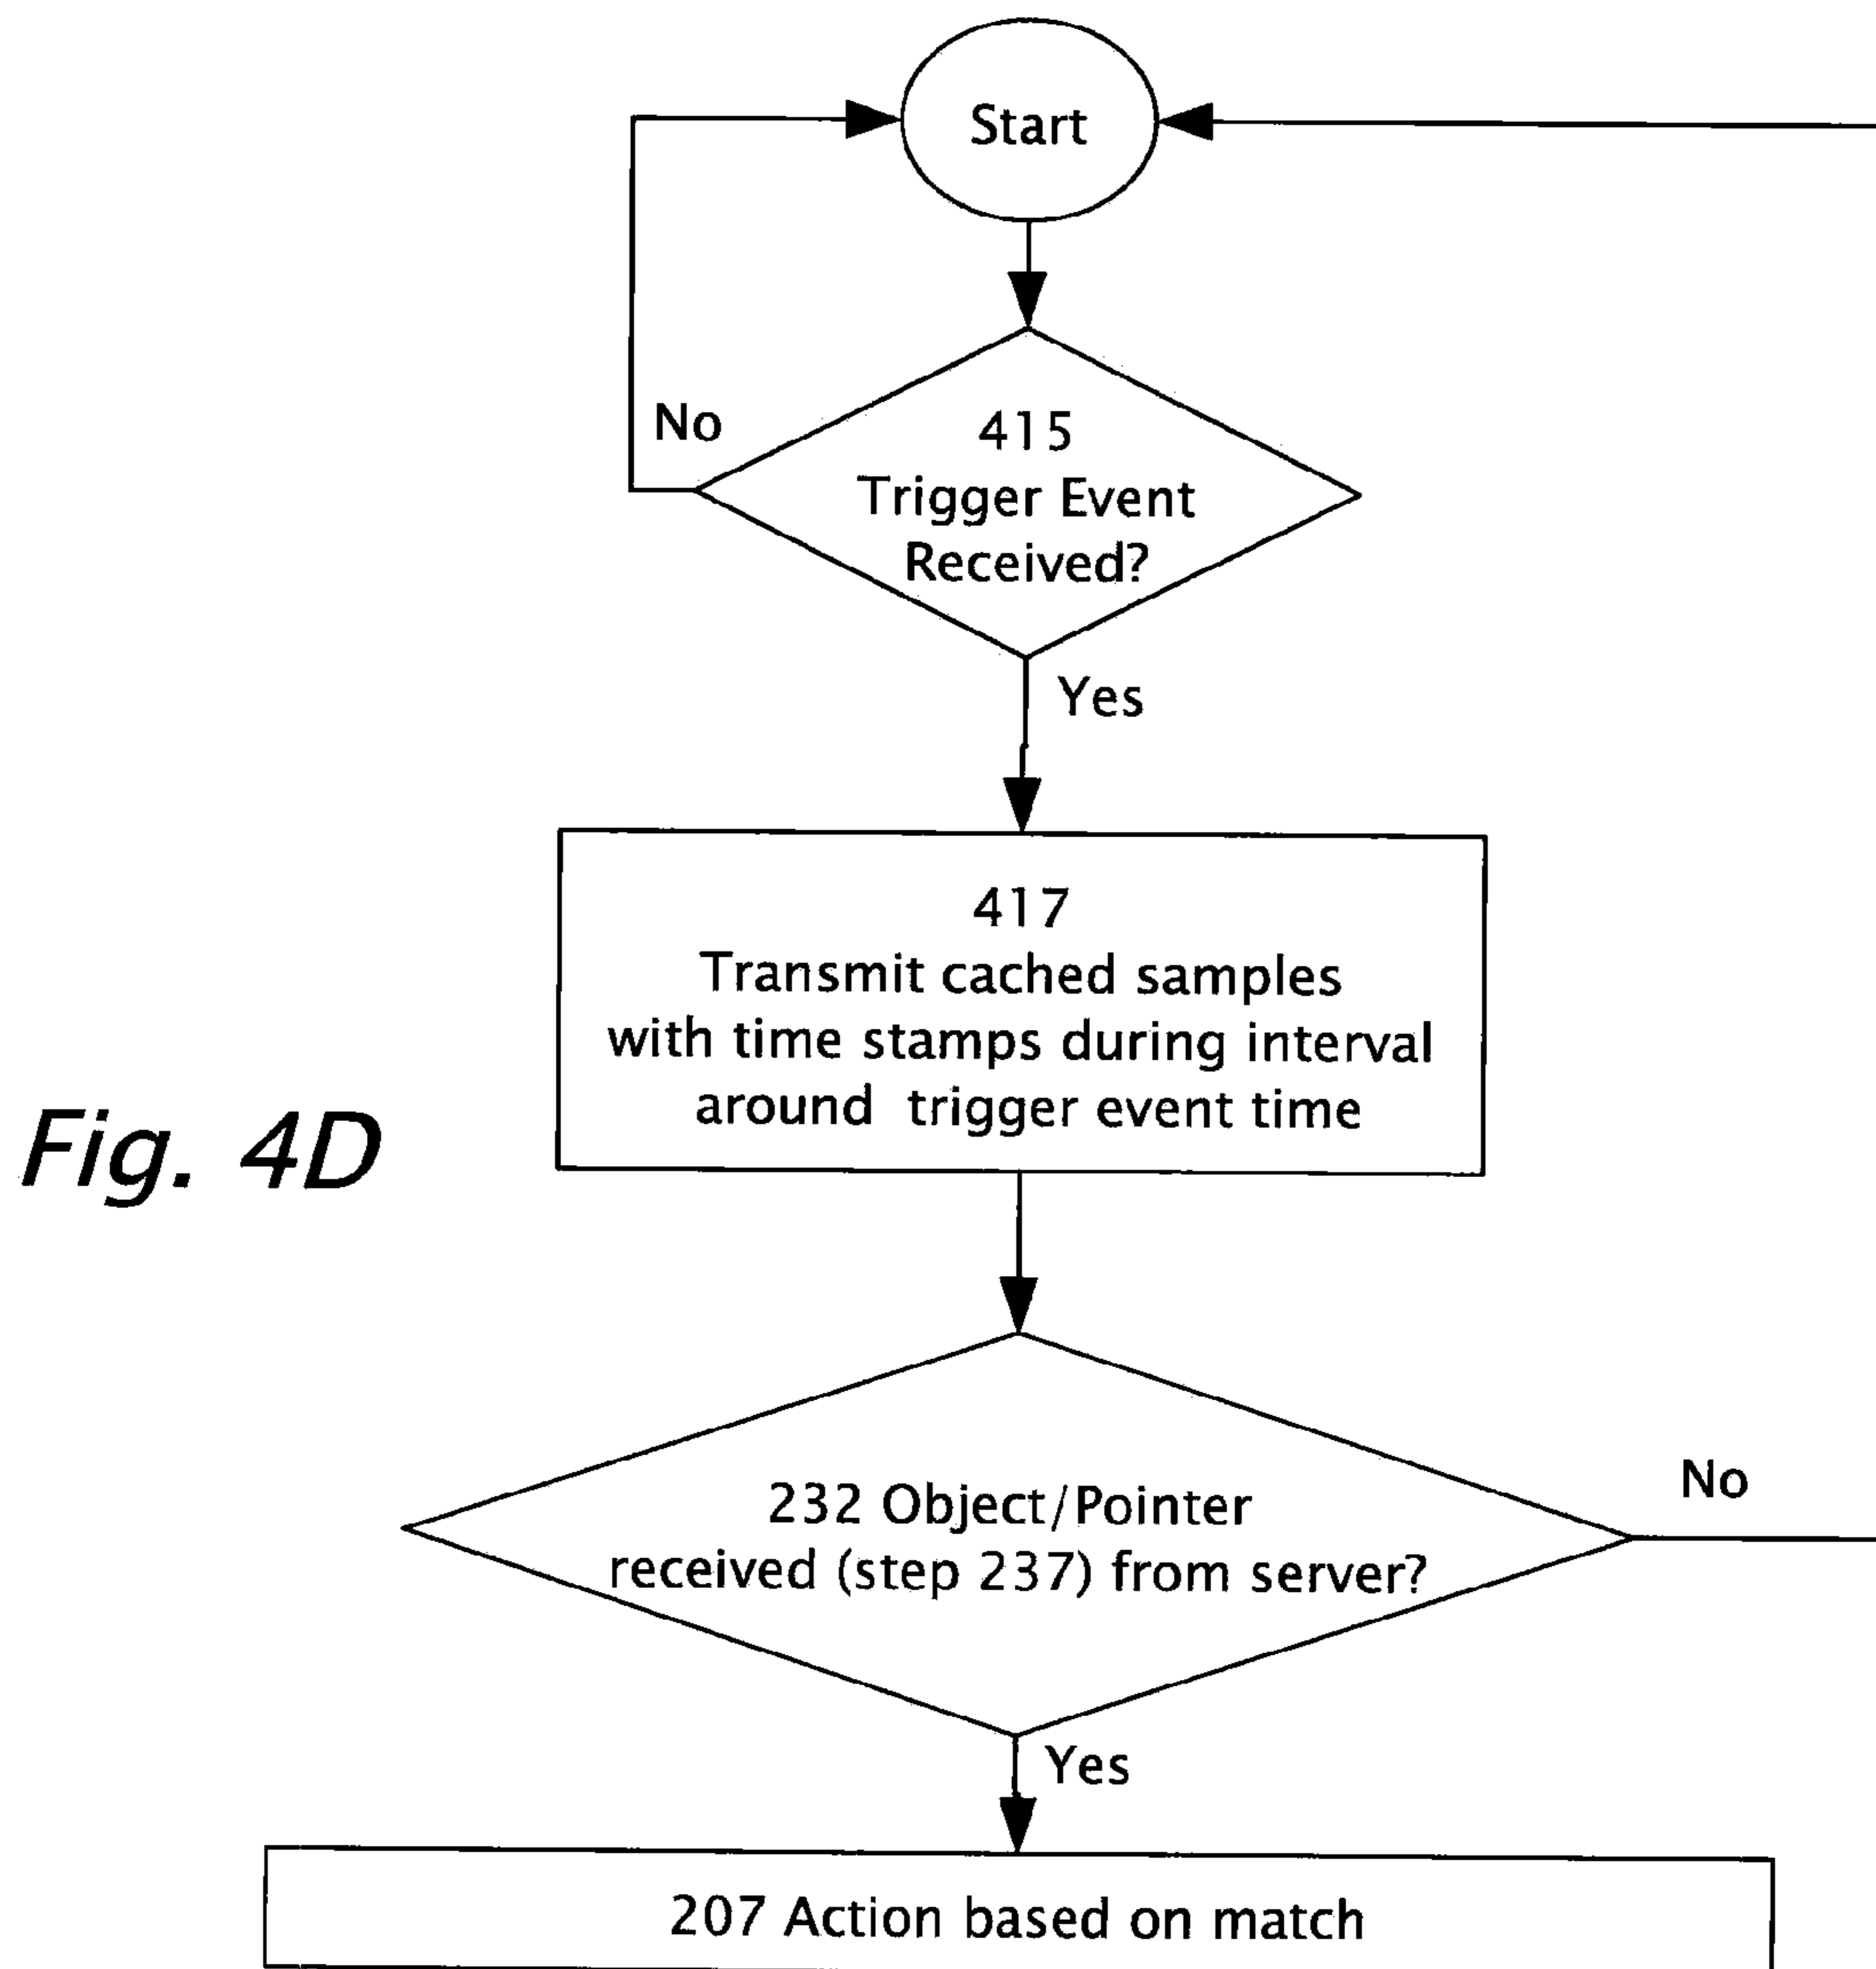 Start
No
415
Trigger Event
Received?
Yes
417
Transmit cached samples
with time stamps during interval
around trigger event time
Fig. 4D
232 Object/Pointer
received (step 237) from server?
No
Yes
207 Action based on match